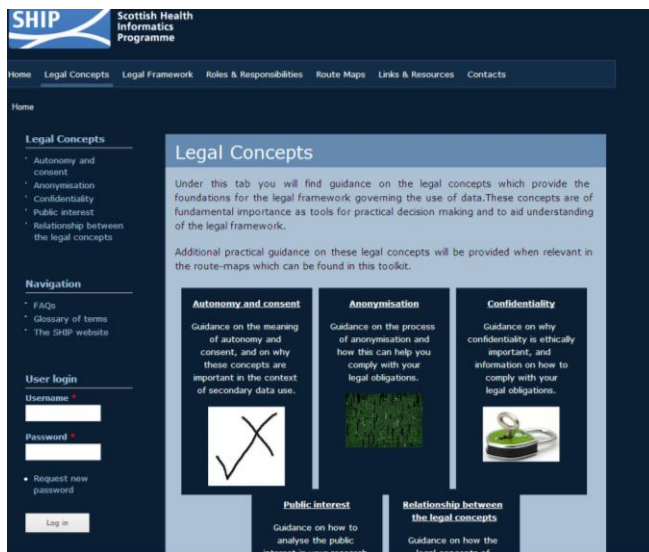 SHIP
Scottish Health
Informatics
Programme
Home Legal Concepts Legal Framework Roles & Responsibilities Route Maps Links & Resources Contacts
Home
Legal Concepts
Autonomy and
consent
Anonymisation
Confidentiality
Public interest
Relationship between
the legal concepts
Navigation
FAQs
Glossary of terms
The SHIP website
User login
Username *
Password *
Request new
password
Log in
Legal Concepts
Under this tab you will find guidance on the legal concepts which provide the
foundations for the legal framework governing the use of data.These concepts are of
fundamental importance as tools for practical decision making and to aid understanding
of the legal framework.
Additional practical guidance on these legal concepts will be provided when relevant in
the route-maps which can be found in this toolkit.
Autonomy and consent
Guidance on the meaning
of autonomy and
consent, and on why
these concepts are
important in the context
of secondary data use.
Anonymisation
Guidance on the process
of anonymisation and
how this can help you
comply with your
legal obligations.
Confidentiality
Guidance on why
confidentiality is ethically
important, and
information on how to
comply with your
legal obligations.
Public interest
Guidance on how to
analyse the public
interest in your research
Relationship between
the legal concepts
Guidance on how the
legal concepts of